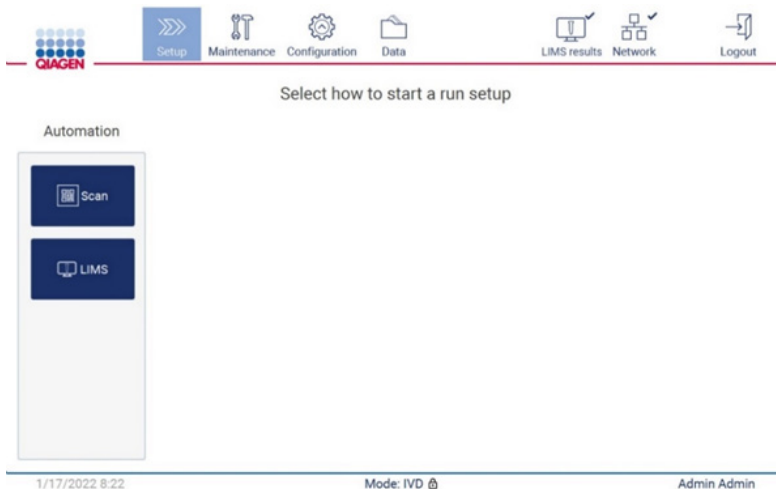 QIAGEN
Setup Maintenance Configuration Data LIMS results Network Logout
Select how to start a run setup
Automation
Scan
LIMS
1/17/2022 8:22 Mode: IVD Admin Admin